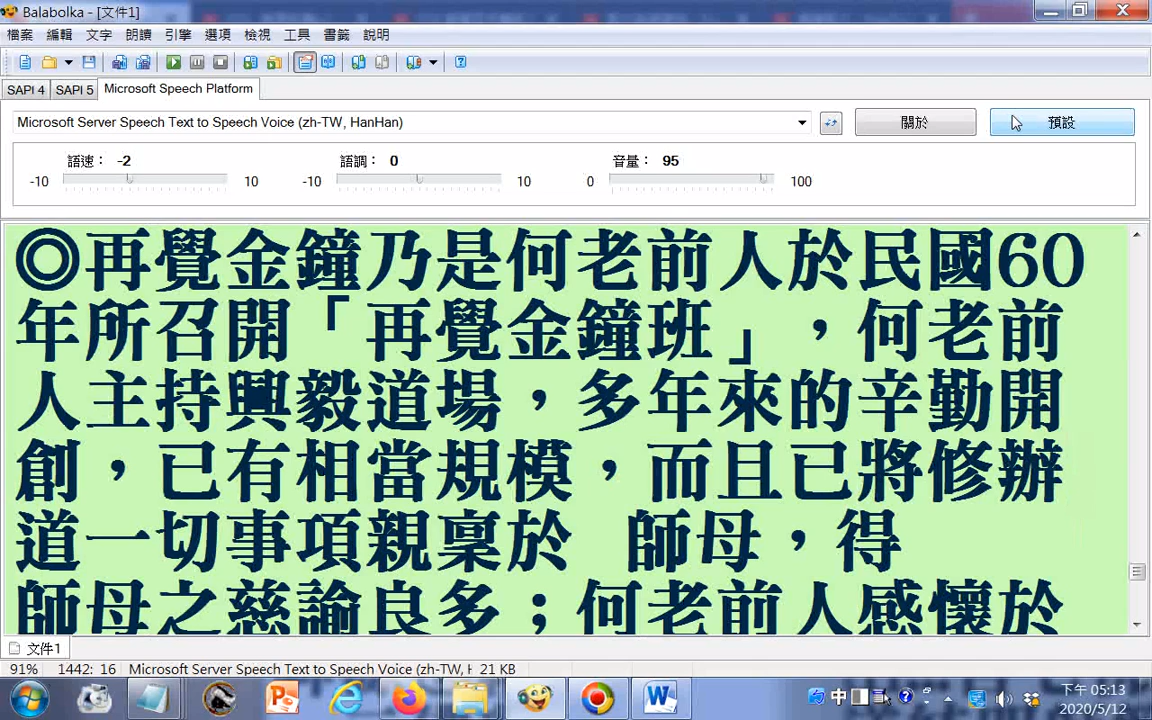 Balabolka - [文件1]
檔案 編輯 文字 朗讀 引擎 選項 檢視 工具 書籤 說明
SAPI 4 SAPI 5 Microsoft Speech Platform
Microsoft Server Speech Text to Speech Voice (zh-TW, HanHan) 關於 預設
語速： -2 語調： 0 音量： 95
-10 10 -10 10 0 100
◎再覺金鐘乃是何老前人於民國60
年所召開「再覺金鐘班」，何老前
人主持興毅道場，多年來的辛勤開
創，已有相當規模，而且已將修辦
道一切事項親稟於 師母，得
師母之慈諭良多；何老前人感懷於
文件1
91% 1442: 16 Microsoft Server Speech Text to Speech Voice (zh-TW, H 21 KB
中 下午 05:13
2020/5/12